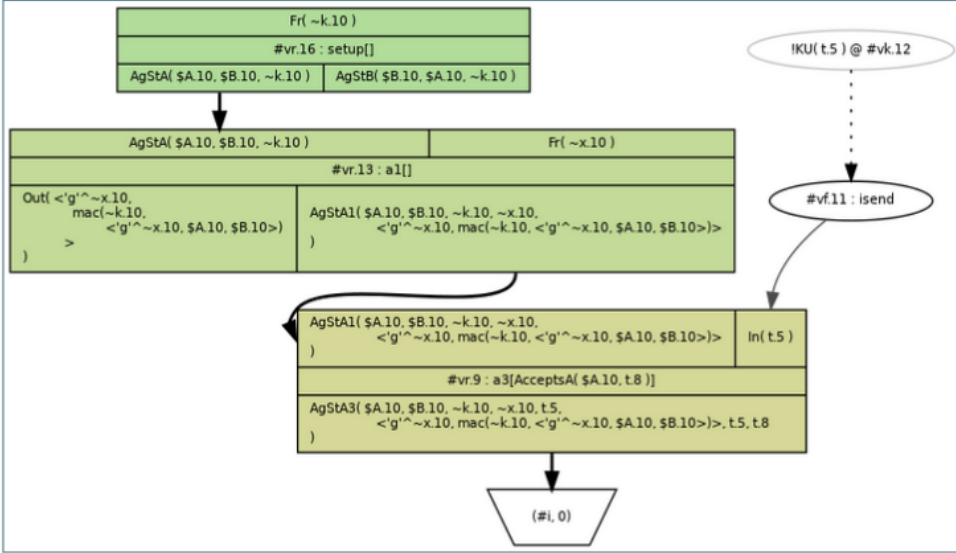 Fr( ~k.10 )
#vr.16 : setup[]
AgStA( $A.10, $B.10, ~k.10 )
AgStB( $B.10, $A.10, ~k.10 )
!KU( t.5 ) @ #vk.12
AgStA( $A.10, $B.10, ~k.10 )
Fr( ~x.10 )
#vr.13 : a1[]
Out( <'g'^~x.10,
mac(~k.10,
<'g'^~x.10, $A.10, $B.10>)
>
)
AgStA1( $A.10, $B.10, ~k.10, ~x.10,
<'g'^~x.10, mac(~k.10, <'g'^~x.10, $A.10, $B.10>)>
)
#vf.11 : isend
AgStA1( $A.10, $B.10, ~k.10, ~x.10,
<'g'^~x.10, mac(~k.10, <'g'^~x.10, $A.10, $B.10>)>
)
In( t.5 )
#vr.9 : a3[AcceptsA( $A.10, t.8 )]
AgStA3( $A.10, $B.10, ~k.10, ~x.10, t.5,
<'g'^~x.10, mac(~k.10, <'g'^~x.10, $A.10, $B.10>)>, t.5, t.8
)
(#i, 0)